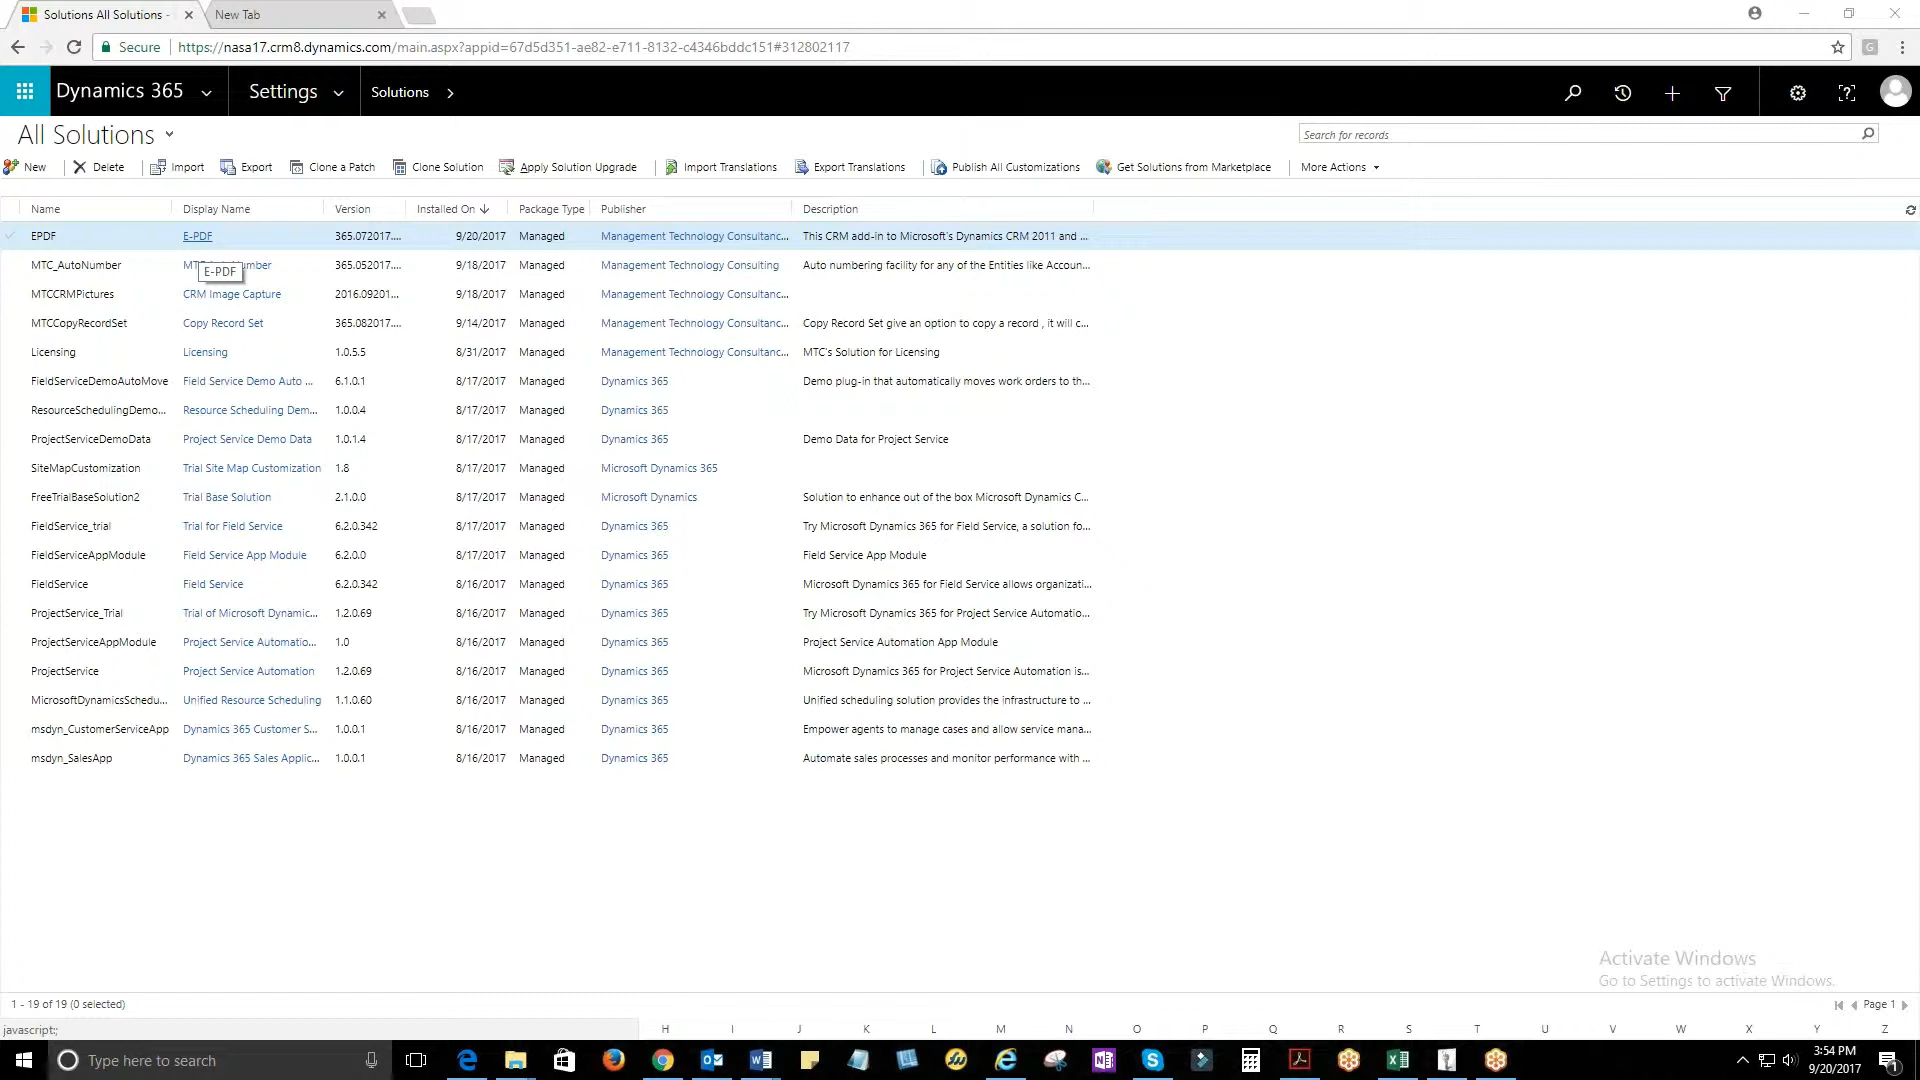 Solutions All Solutions -
New Tab
Secure
https://nasa17.crm8.dynamics.com/main.aspx?appid=67d5d351-ae82-e711-8132-c4346bddc151#312802117
G
Dynamics 365
Settings
Solutions
All Solutions
Search for records
New
Delete
Import
Export
Clone a Patch
Clone Solution
Apply Solution Upgrade
Import Translations
Export Translations
Publish All Customizations
Get Solutions from Marketplace
More Actions
Name Display Name Version Installed On Package Type Publisher Description
EPDF E-PDF 365.072017.... 9/20/2017 Managed Management Technology Consultanc... This CRM add-in to Microsoft's Dynamics CRM 2011 and ...
MTC_AutoNumber 365.052017.... 9/18/2017 Managed Management Technology Consulting Auto numbering facility for any of the Entities like Accoun...
E-PDF
MTCCRMPictures CRM Image Capture 2016.09201... 9/18/2017 Managed Management Technology Consultanc...
MTCCopyRecordSet Copy Record Set 365.082017.... 9/14/2017 Managed Management Technology Consultanc... Copy Record Set give an option to copy a record , it will c...
Licensing Licensing 1.0.5.5 8/31/2017 Managed Management Technology Consultanc... MTC's Solution for Licensing
FieldServiceDemoAutoMove Field Service Demo Auto ... 6.1.0.1 8/17/2017 Managed Dynamics 365 Demo plug-in that automatically moves work orders to th...
ResourceSchedulingDemo... Resource Scheduling Dem... 1.0.0.4 8/17/2017 Managed Dynamics 365
ProjectServiceDemoData Project Service Demo Data 1.0.1.4 8/17/2017 Managed Dynamics 365 Demo Data for Project Service
SiteMapCustomization Trial Site Map Customization 1.8 8/17/2017 Managed Microsoft Dynamics 365
FreeTrialBaseSolution2 Trial Base Solution 2.1.0.0 8/17/2017 Managed Microsoft Dynamics Solution to enhance out of the box Microsoft Dynamics C...
FieldService_trial Trial for Field Service 6.2.0.342 8/17/2017 Managed Dynamics 365 Try Microsoft Dynamics 365 for Field Service, a solution fo...
FieldServiceAppModule Field Service App Module 6.2.0.0 8/17/2017 Managed Dynamics 365 Field Service App Module
FieldService Field Service 6.2.0.342 8/16/2017 Managed Dynamics 365 Microsoft Dynamics 365 for Field Service allows organizati...
ProjectService_Trial Trial of Microsoft Dynamic... 1.2.0.69 8/16/2017 Managed Dynamics 365 Try Microsoft Dynamics 365 for Project Service Automatio...
ProjectServiceAppModule Project Service Automatio... 1.0 8/16/2017 Managed Dynamics 365 Project Service Automation App Module
ProjectService Project Service Automation 1.2.0.69 8/16/2017 Managed Dynamics 365 Microsoft Dynamics 365 for Project Service Automation is...
MicrosoftDynamicsSchedu... Unified Resource Scheduling 1.1.0.60 8/16/2017 Managed Dynamics 365 Unified scheduling solution provides the infrastructure to ...
msdyn_CustomerServiceApp Dynamics 365 Customer S... 1.0.0.1 8/16/2017 Managed Dynamics 365 Empower agents to manage cases and allow service mana...
msdyn_SalesApp Dynamics 365 Sales Applic... 1.0.0.1 8/16/2017 Managed Dynamics 365 Automate sales processes and monitor performance with ...
Activate Windows
Go to Settings to activate Windows.
1 - 19 of 19 (0 selected)
Page 1
javascript:;
H I J K L M N O P Q R S T U V W X Y Z
Type here to search
3:54 PM
9/20/2017
1